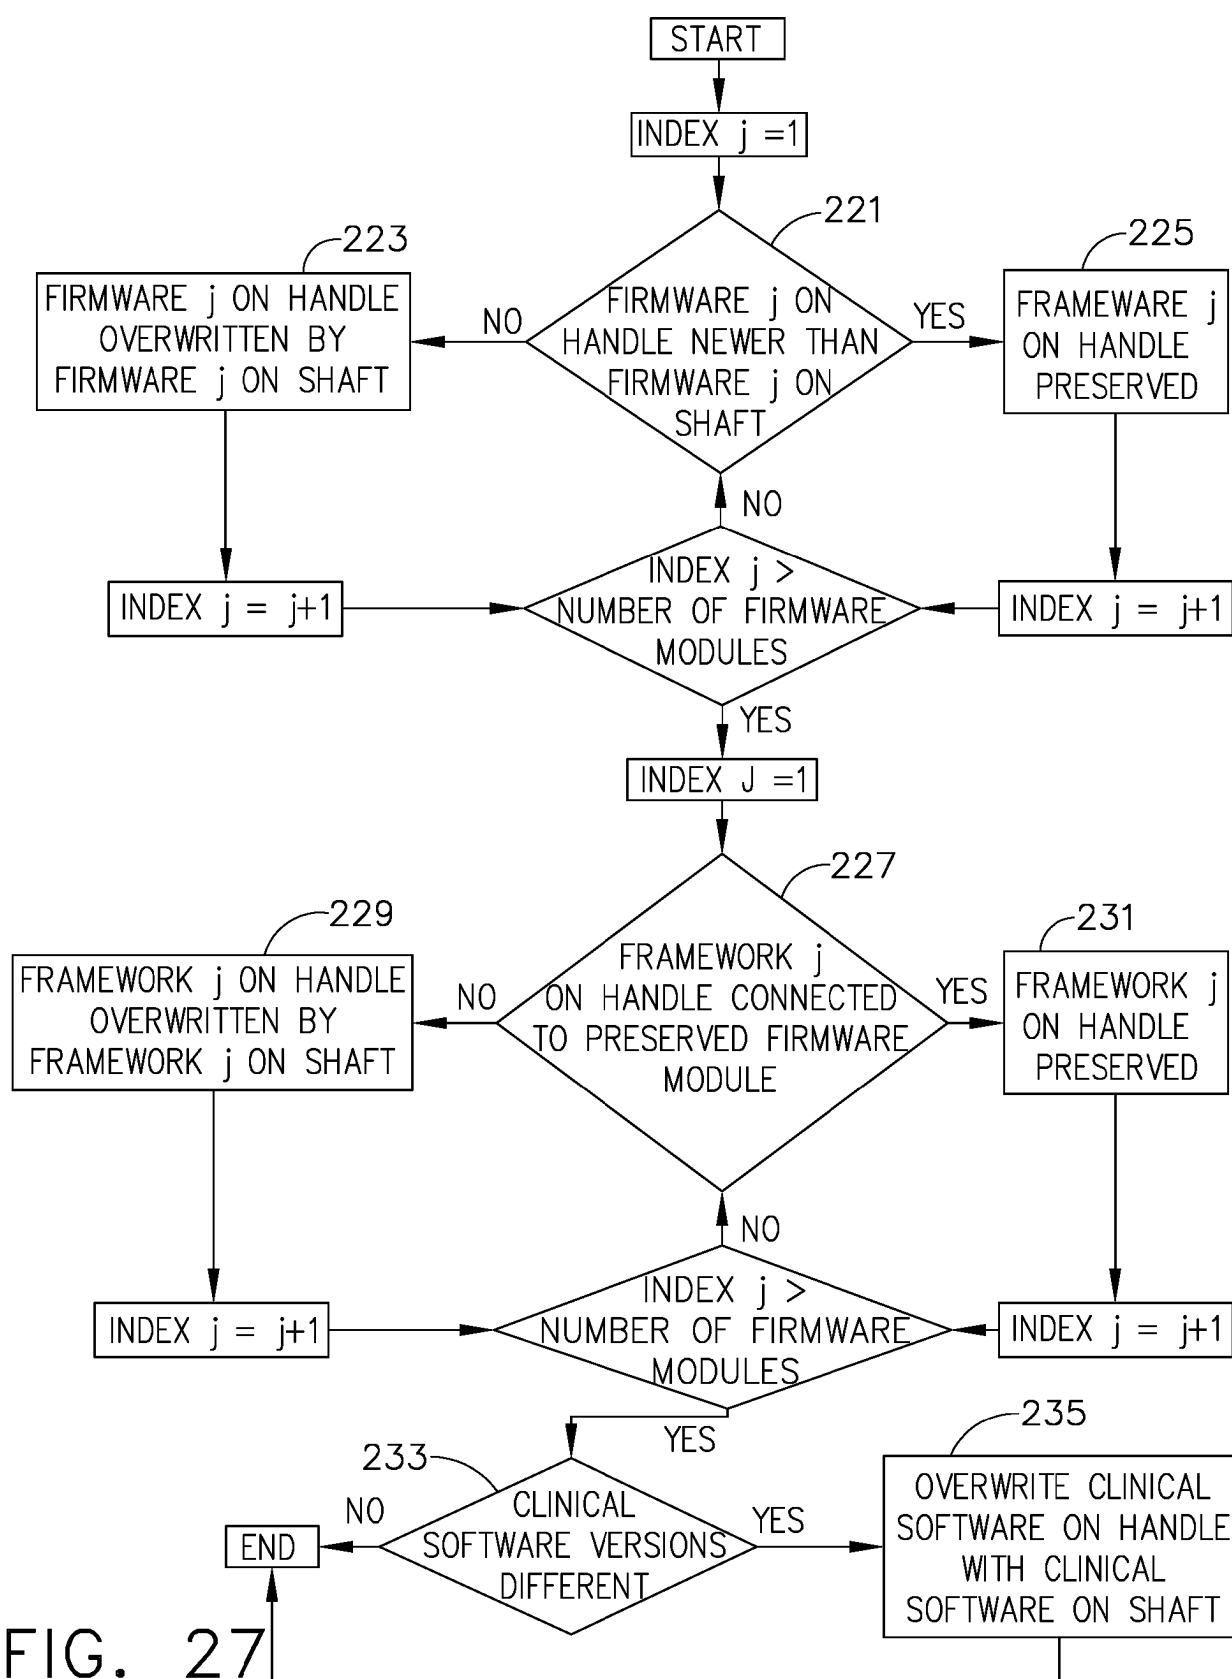 START
INDEX j =1
221
223
225
FIRMWARE j ON HANDLE
OVERWRITTEN BY
FIRMWARE j ON SHAFT
NO
FIRMWARE j ON
HANDLE NEWER THAN
FIRMWARE j ON
SHAFT
YES
FRAMEWARE j
ON HANDLE
PRESERVED
NO
INDEX j = j+1
INDEX j >
NUMBER OF FIRMWARE
MODULES
INDEX j = j+1
YES
INDEX J =1
227
229
231
FRAMEWORK j ON HANDLE
OVERWRITTEN BY
FRAMEWORK j ON SHAFT
NO
FRAMEWORK j
ON HANDLE CONNECTED
TO PRESERVED FIRMWARE
MODULE
YES
FRAMEWORK j
ON HANDLE
PRESERVED
NO
INDEX j = j+1
INDEX j >
NUMBER OF FIRMWARE
MODULES
INDEX j = j+1
YES
233
235
END
NO
CLINICAL
SOFTWARE VERSIONS
DIFFERENT
YES
OVERWRITE CLINICAL
SOFTWARE ON HANDLE
WITH CLINICAL
SOFTWARE ON SHAFT
FIG. 27